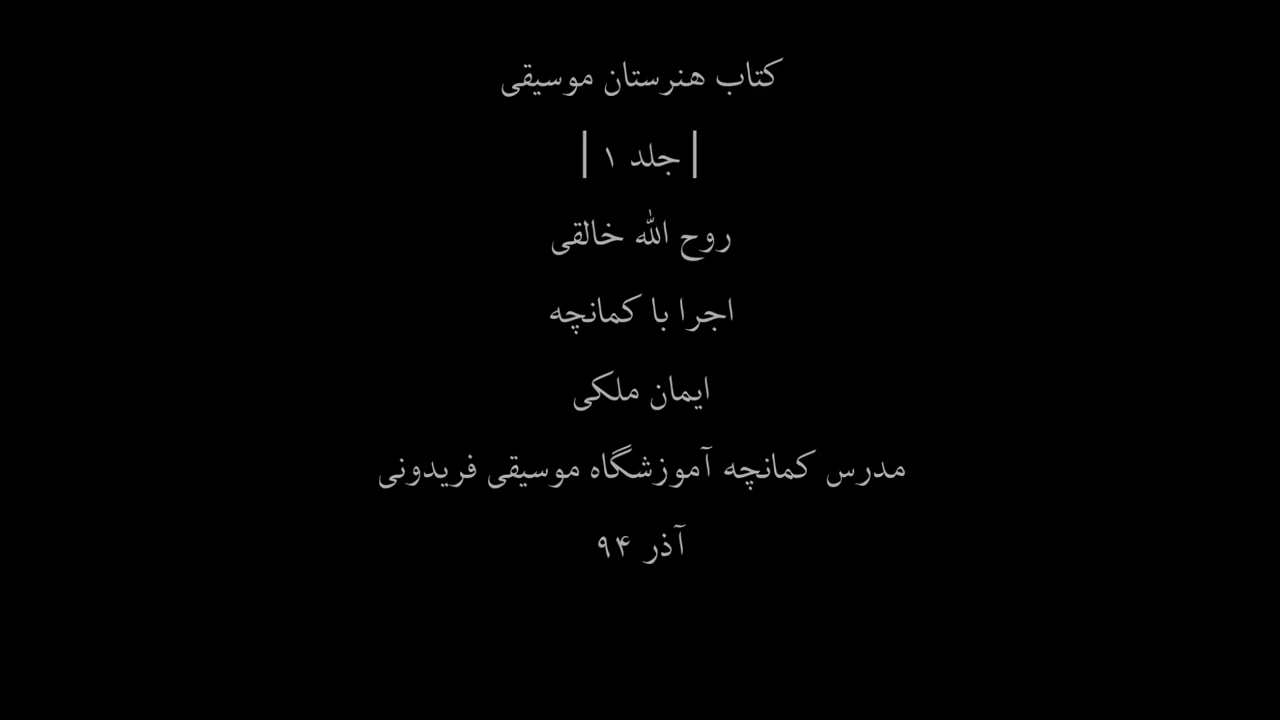 کتاب هنرستان موسیقی
| جلد ۱ |
روح الله خالقی
اجرا با کمانچه
ایمان ملکی
مدرس کمانچه آموزشگاه موسیقی فریدونی
آذر ۹۴